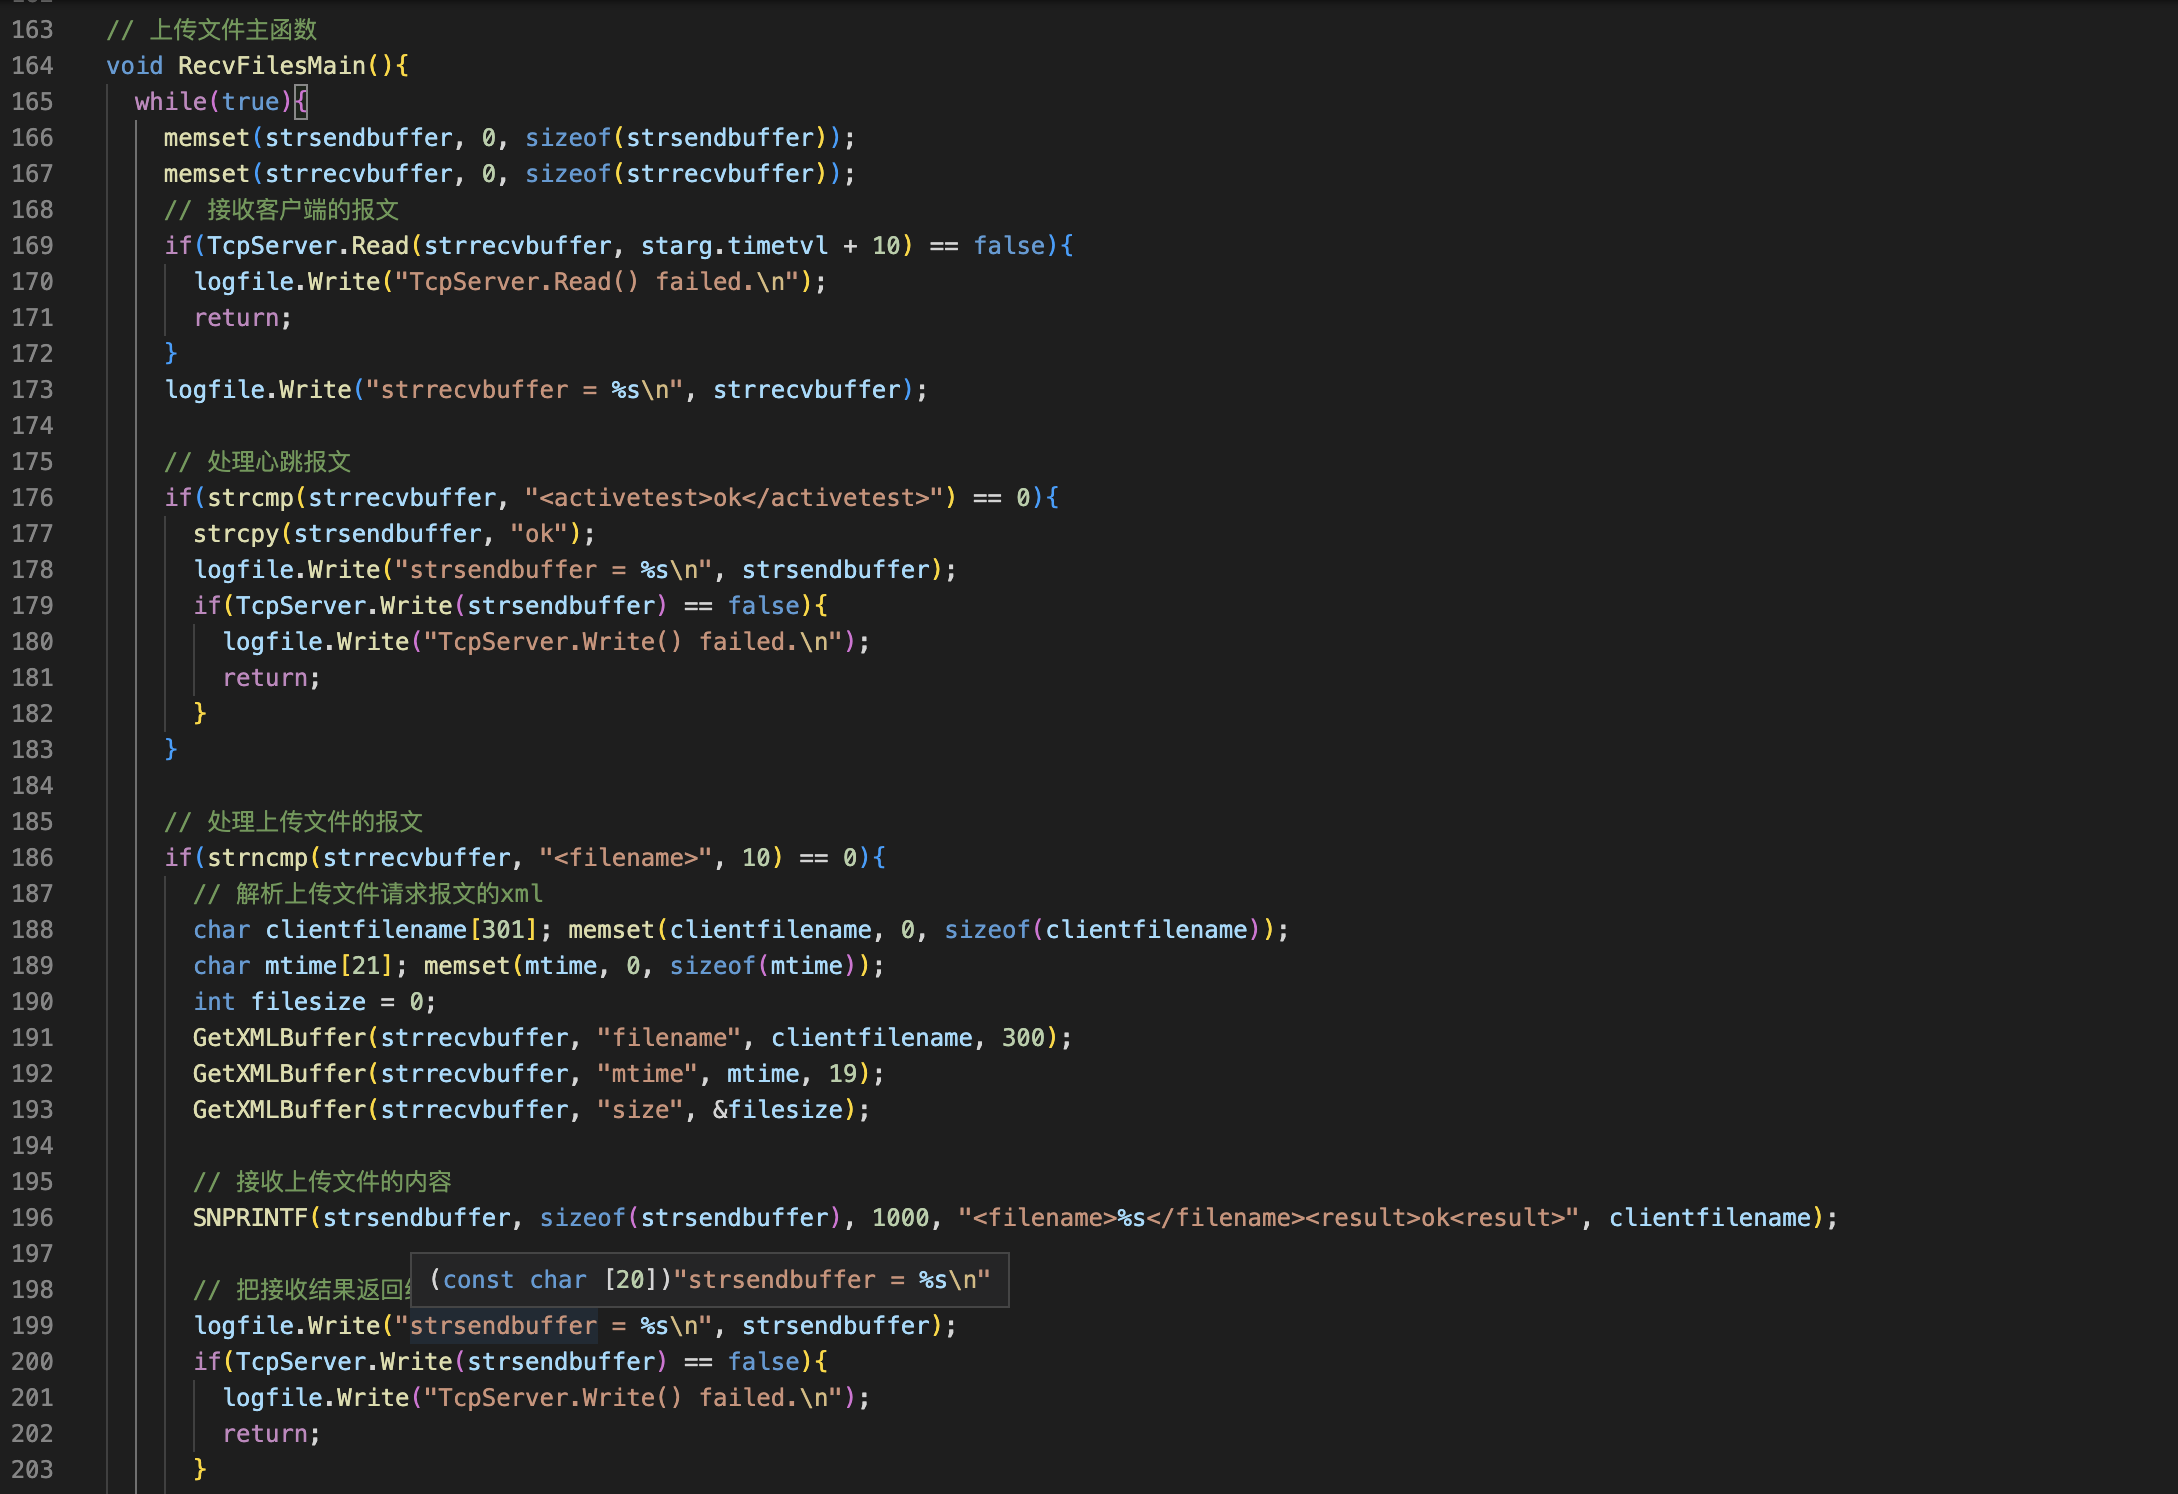 163 // 上传文件主函数
164 void RecvFilesMain(){
165 while(true){
166 memset(strsendbuffer, 0, sizeof(strsendbuffer));
167 memset(strrecvbuffer, 0, sizeof(strrecvbuffer));
168 // 接收客户端的报文
169 if(TcpServer.Read(strrecvbuffer, starg.timetvl + 10) == false){
170 logfile.Write("TcpServer.Read() failed.\n");
171 return;
172 }
173 logfile.Write("strrecvbuffer = %s\n", strrecvbuffer);
174
175 // 处理心跳报文
176 if(strcmp(strrecvbuffer, "<activetest>ok</activetest>") == 0){
177 strcpy(strsendbuffer, "ok");
178 logfile.Write("strsendbuffer = %s\n", strsendbuffer);
179 if(TcpServer.Write(strsendbuffer) == false){
180 logfile.Write("TcpServer.Write() failed.\n");
181 return;
182 }
183 }
184
185 // 处理上传文件的报文
186 if(strncmp(strrecvbuffer, "<filename>", 10) == 0){
187 // 解析上传文件请求报文的xml
188 char clientfilename[301]; memset(clientfilename, 0, sizeof(clientfilename));
189 char mtime[21]; memset(mtime, 0, sizeof(mtime));
190 int filesize = 0;
191 GetXMLBuffer(strrecvbuffer, "filename", clientfilename, 300);
192 GetXMLBuffer(strrecvbuffer, "mtime", mtime, 19);
193 GetXMLBuffer(strrecvbuffer, "size", &filesize);
194
195 // 接收上传文件的内容
196 SNPRINTF(strsendbuffer, sizeof(strsendbuffer), 1000, "<filename>%s</filename><result>ok<result>", clientfilename);
197
(const char [20])"strsendbuffer = %s\n"
198 // 把接收结果返回
199 logfile.Write("strsendbuffer = %s\n", strsendbuffer);
200 if(TcpServer.Write(strsendbuffer) == false){
201 logfile.Write("TcpServer.Write() failed.\n");
202 return;
203 }